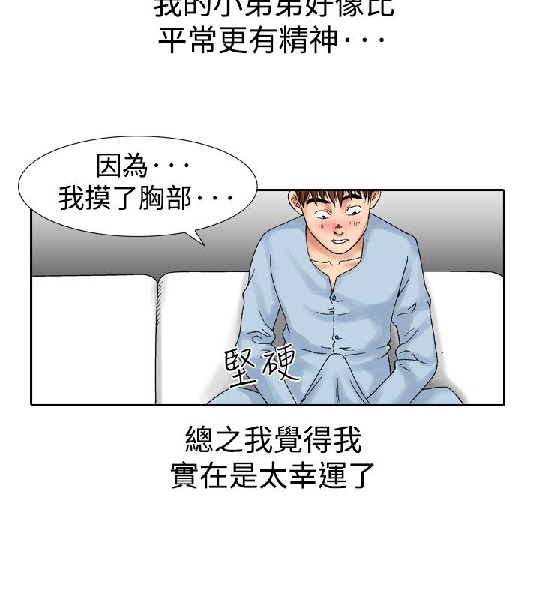 我的小弟弟好像比
平常更有精神···
因為···
我摸了胸部···
堅硬
總之我覺得我
實在是太幸運了